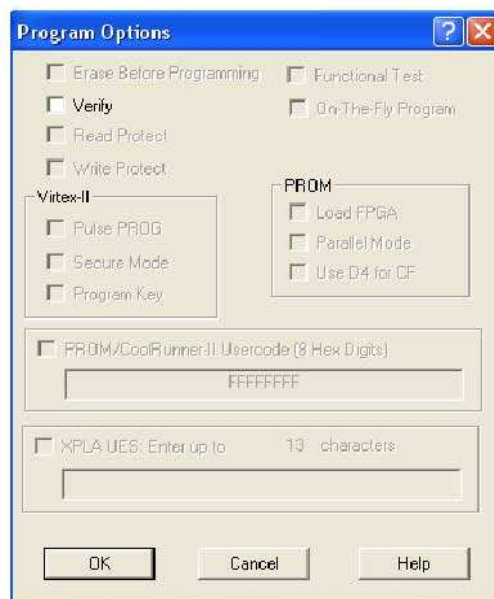 Program Options
Erase Before Programming
Functional Test
Verify
On-The-Fly Program
Read Protect
Write Protect
Virtex-II
Pulse PROG
Secure Mode
Program Key
PROM
Load FPGA
Parallel Mode
Use D4 for CF
PROM/CoolRunner-II Usercode (8 Hex Digits)
FFFFFFFF
XPLA UES: Enter up to 13 characters
OK Cancel Help